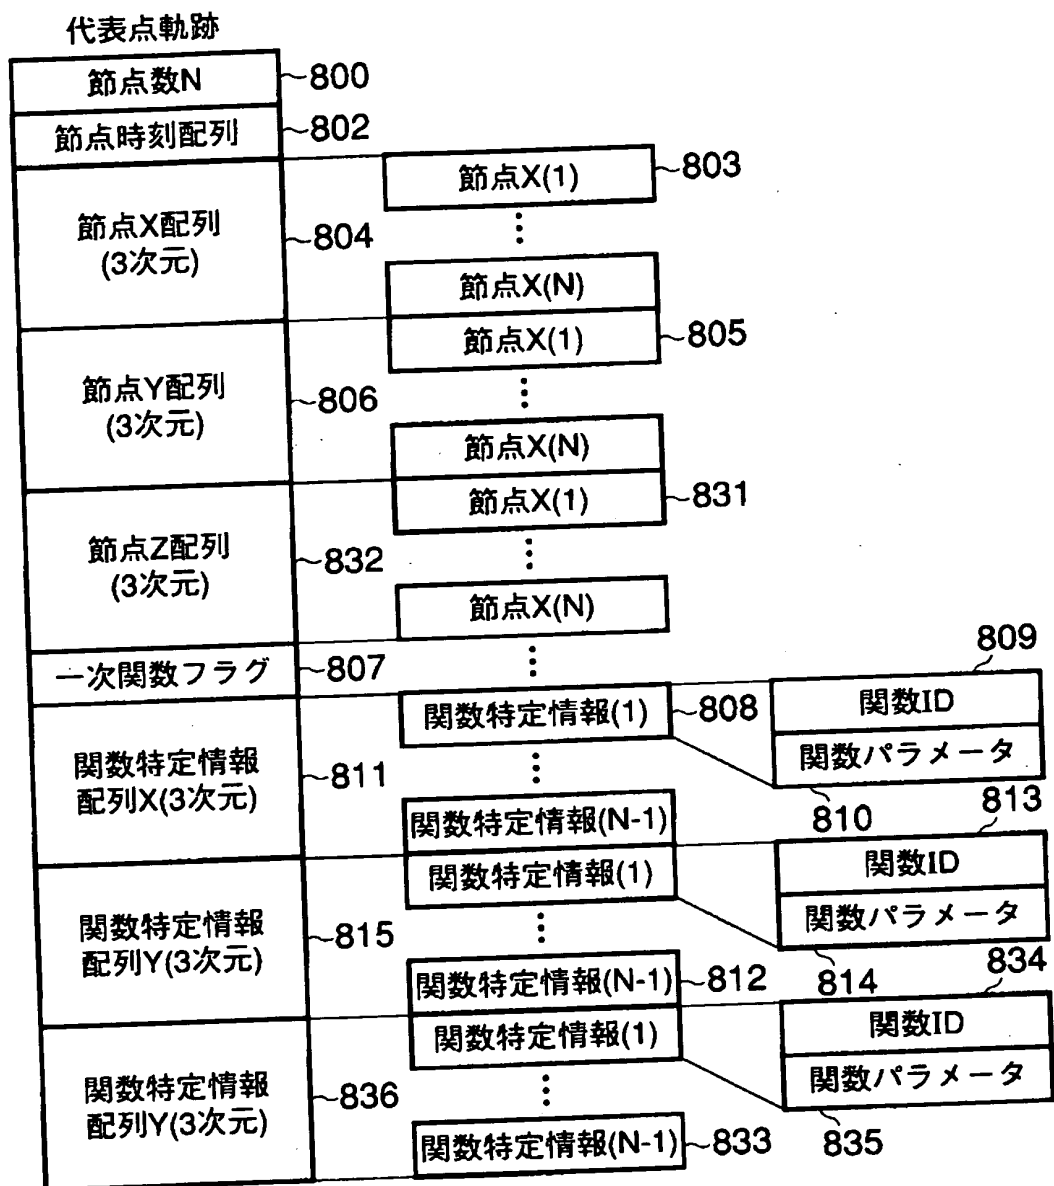 代表点軌跡
節点数N
800
節点時刻配列
802
節点X配列
(3次元)
804
節点X(1)
803
節点X(N)
節点Y配列
(3次元)
806
節点X(1)
805
節点X(N)
節点Z配列
(3次元)
832
節点X(1)
831
節点X(N)
一次関数フラグ
807
関数特定情報
配列X(3次元)
811
関数特定情報(1)
808
関数特定情報(N-1)
809
関数ID
関数パラメータ
810
関数特定情報
配列Y(3次元)
815
関数特定情報(1)
関数特定情報(N-1)
812
813
関数ID
関数パラメータ
814
関数特定情報
配列Y(3次元)
836
関数特定情報(1)
関数特定情報(N-1)
833
834
関数ID
関数パラメータ
835